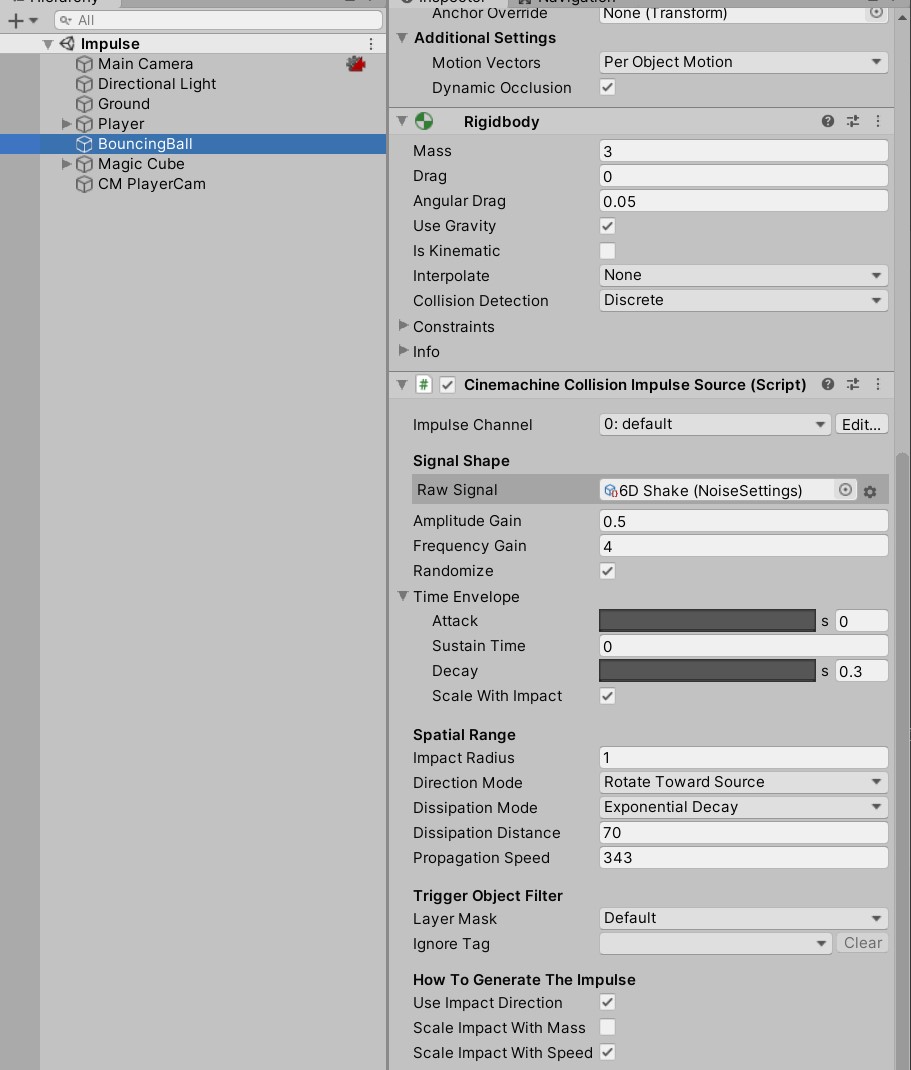 Hierarchy
All
Impulse
Main Camera
Directional Light
Ground
Player
BouncingBall
Magic Cube
CM PlayerCam
Inspector Navigation
Anchor Override None (Transform)
Additional Settings
Motion Vectors Per Object Motion
Dynamic Occlusion
Rigidbody
Mass 3
Drag 0
Angular Drag 0.05
Use Gravity
Is Kinematic
Interpolate None
Collision Detection Discrete
Constraints
Info
# Cinemachine Collision Impulse Source (Script)
Impulse Channel 0: default Edit...
Signal Shape
Raw Signal 6D Shake (NoiseSettings)
Amplitude Gain 0.5
Frequency Gain 4
Randomize
Time Envelope
Attack s 0
Sustain Time 0
Decay s 0.3
Scale With Impact
Spatial Range
Impact Radius 1
Direction Mode Rotate Toward Source
Dissipation Mode Exponential Decay
Dissipation Distance 70
Propagation Speed 343
Trigger Object Filter
Layer Mask Default
Ignore Tag Clear
How To Generate The Impulse
Use Impact Direction
Scale Impact With Mass
Scale Impact With Speed